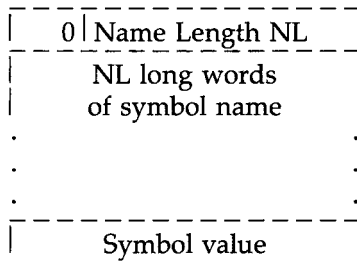 0 Name Length NL
NL long words
of symbol name
Symbol value